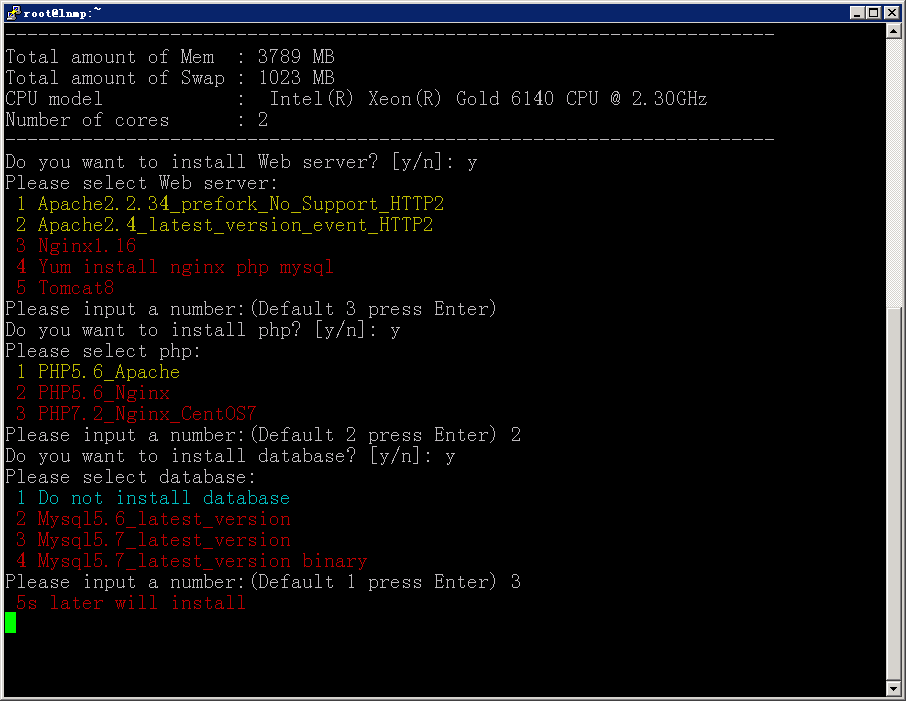 root@lnmp:~
----------------------------------------------------------------------
Total amount of Mem  : 3789 MB
Total amount of Swap : 1023 MB
CPU model            :  Intel(R) Xeon(R) Gold 6140 CPU @ 2.30GHz
Number of cores      : 2
----------------------------------------------------------------------
Do you want to install Web server? [y/n]: y
Please select Web server:
 1 Apache2.2.34_prefork_No_Support_HTTP2
 2 Apache2.4_latest_version_event_HTTP2
 3 Nginx1.16
 4 Yum install nginx php mysql
 5 Tomcat8
Please input a number:(Default 3 press Enter)
Do you want to install php? [y/n]: y
Please select php:
 1 PHP5.6_Apache
 2 PHP5.6_Nginx
 3 PHP7.2_Nginx_CentOS7
Please input a number:(Default 2 press Enter) 2
Do you want to install database? [y/n]: y
Please select database:
 1 Do not install database
 2 Mysql5.6_latest_version
 3 Mysql5.7_latest_version
 4 Mysql5.7_latest_version binary
Please input a number:(Default 1 press Enter) 3
 5s later will install